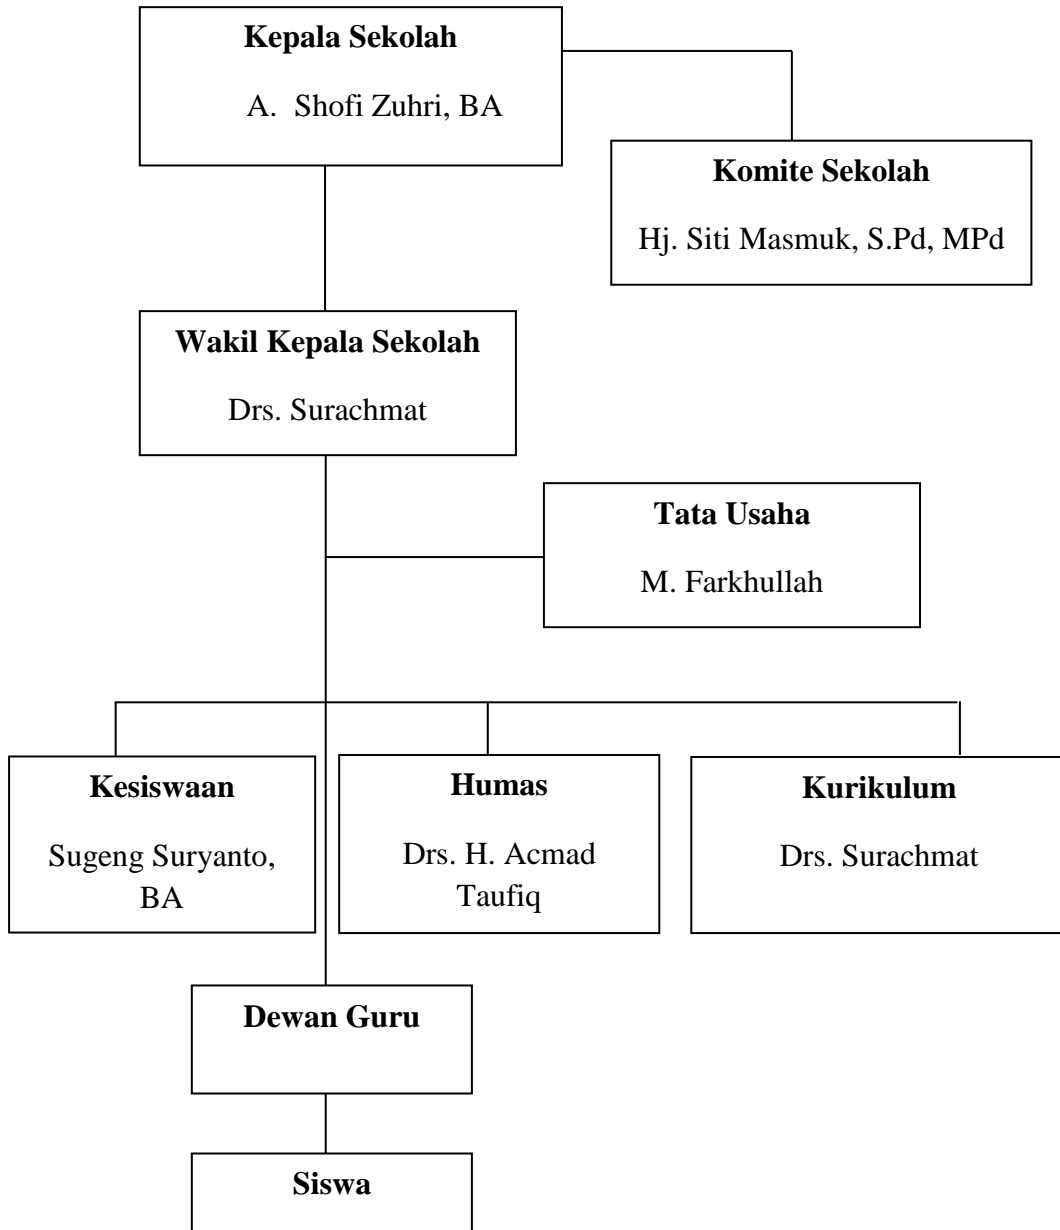 Kepala Sekolah
A. Shofi Zuhri, BA
Komite Sekolah
Hj. Siti Masmuk, S.Pd, MPd
Wakil Kepala Sekolah
Drs. Surachmat
Tata Usaha
M. Farkhullah
Kesiswaan
Sugeng Suryanto,
BA
Humas
Drs. H. Acmad
Taufiq
Kurikulum
Drs. Surachmat
Dewan Guru
Siswa